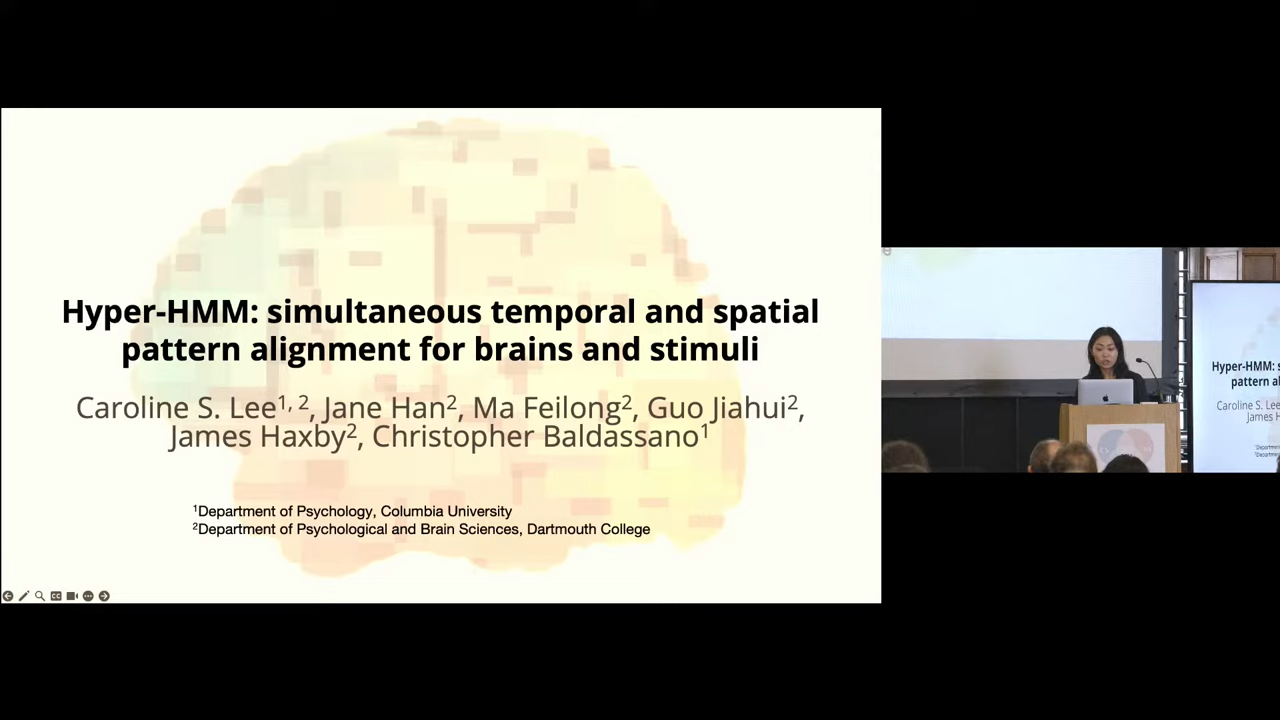 Hyper-HMM: simultaneous temporal and spatial
pattern alignment for brains and stimuli
Caroline S. Lee1, 2, Jane Han2, Ma Feilong2, Guo Jiahui2,
James Haxby2, Christopher Baldassano1
1Department of Psychology, Columbia University
2Department of Psychological and Brain Sciences, Dartmouth College
Hyper-HMM: s
pattern al
Caroline S. Lee
James H